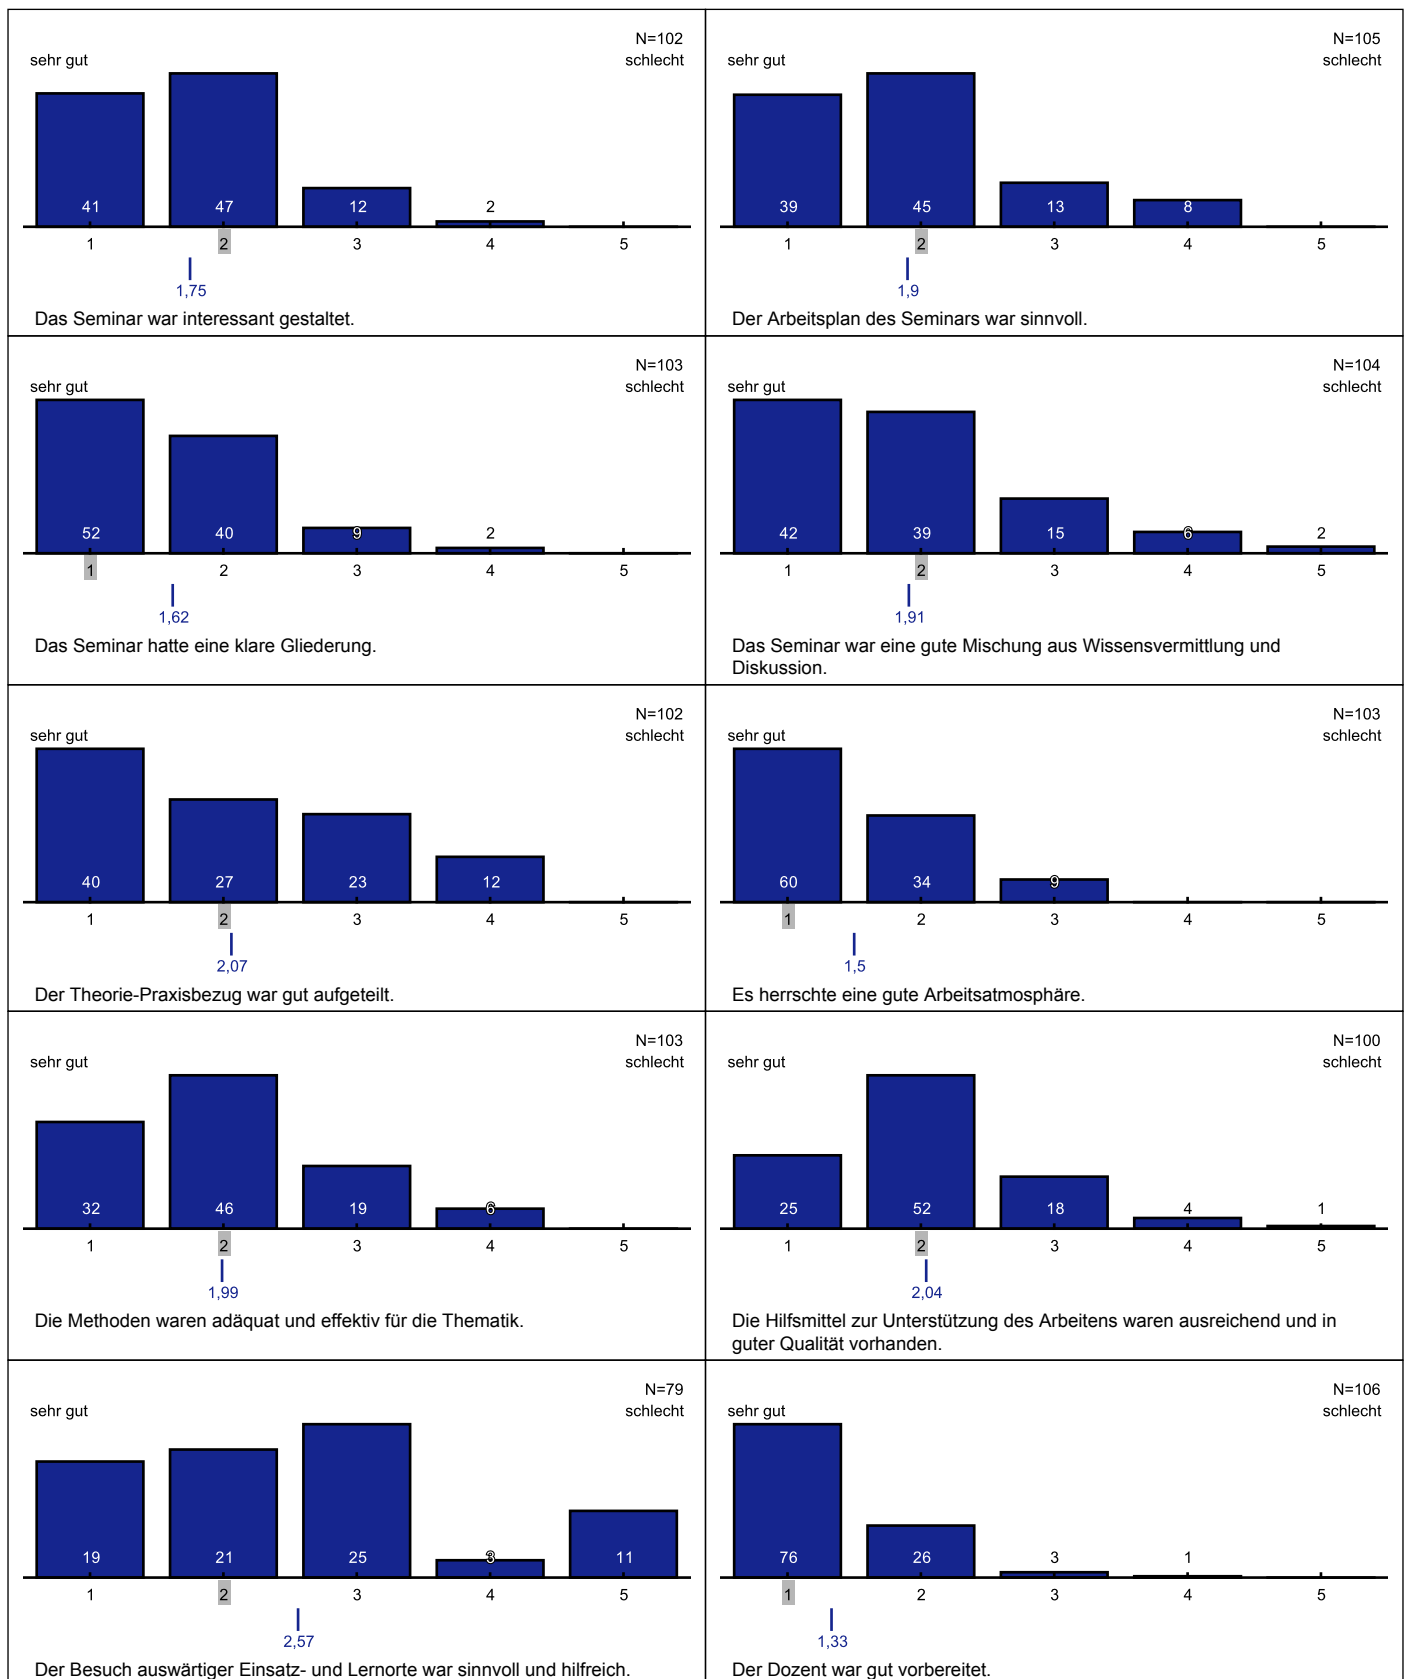 N=102
sehr gut
schlecht
41 47 12 2
1 2 3 4 5
1,75
Das Seminar war interessant gestaltet.
N=105
sehr gut
schlecht
39 45 13 8
1 2 3 4 5
1,9
Der Arbeitsplan des Seminars war sinnvoll.
N=103
sehr gut
schlecht
52 40 9 2
1 2 3 4 5
1,62
Das Seminar hatte eine klare Gliederung.
N=104
sehr gut
schlecht
42 39 15 6 2
1 2 3 4 5
1,91
Das Seminar war eine gute Mischung aus Wissensvermittlung und
Diskussion.
N=102
sehr gut
schlecht
40 27 23 12
1 2 3 4 5
2,07
Der Theorie-Praxisbezug war gut aufgeteilt.
N=103
sehr gut
schlecht
60 34 9
1 2 3 4 5
1,5
Es herrschte eine gute Arbeitsatmosphäre.
N=103
sehr gut
schlecht
32 46 19 6
1 2 3 4 5
1,99
Die Methoden waren adäquat und effektiv für die Thematik.
N=100
sehr gut
schlecht
25 52 18 4 1
1 2 3 4 5
2,04
Die Hilfsmittel zur Unterstützung des Arbeitens waren ausreichend und in
guter Qualität vorhanden.
N=79
sehr gut
schlecht
19 21 25 3 11
1 2 3 4 5
2,57
Der Besuch auswärtiger Einsatz- und Lernorte war sinnvoll und hilfreich.
N=106
sehr gut
schlecht
76 26 3 1
1 2 3 4 5
1,33
Der Dozent war gut vorbereitet.